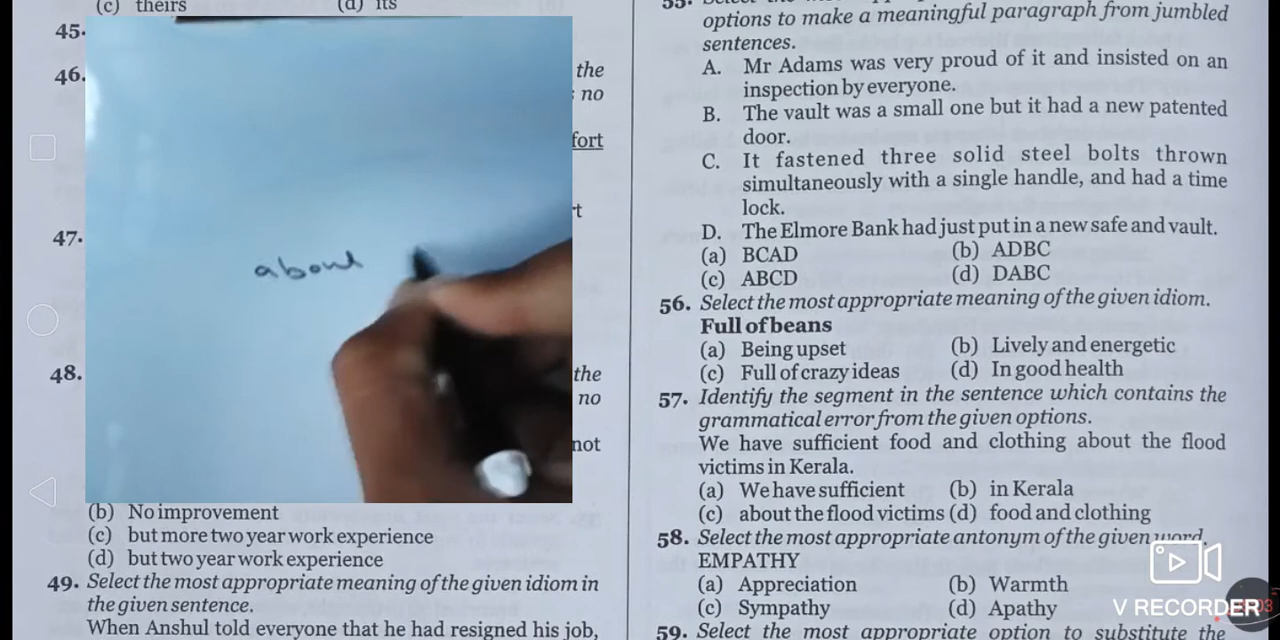 (c) theirs (d) its
45.
46. the
no
fort
47.
about
48. the
no
not
(b) No improvement
(c) but more two year work experience
(d) but two year work experience
49. Select the most appropriate meaning of the given idiom in
the given sentence.
When Anshul told everyone that he had resigned his job,
55.
options to make a meaningful paragraph from jumbled
sentences.
A. Mr Adams was very proud of it and insisted on an
inspection by everyone.
B. The vault was a small one but it had a new patented
door.
C. It fastened three solid steel bolts thrown
simultaneously with a single handle, and had a time
lock.
D. The Elmore Bank had just put in a new safe and vault.
(a) BCAD (b) ADBC
(c) ABCD (d) DABC
56. Select the most appropriate meaning of the given idiom.
Full of beans
(a) Being upset (b) Lively and energetic
(c) Full of crazy ideas (d) In good health
57. Identify the segment in the sentence which contains the
grammatical error from the given options.
We have sufficient food and clothing about the flood
victims in Kerala.
(a) We have sufficient (b) in Kerala
(c) about the flood victims (d) food and clothing
58. Select the most appropriate antonym of the given word.
EMPATHY
(a) Appreciation (b) Warmth
(c) Sympathy (d) Apathy
59. Select the most appropriate option to substitute the
V RECORDER